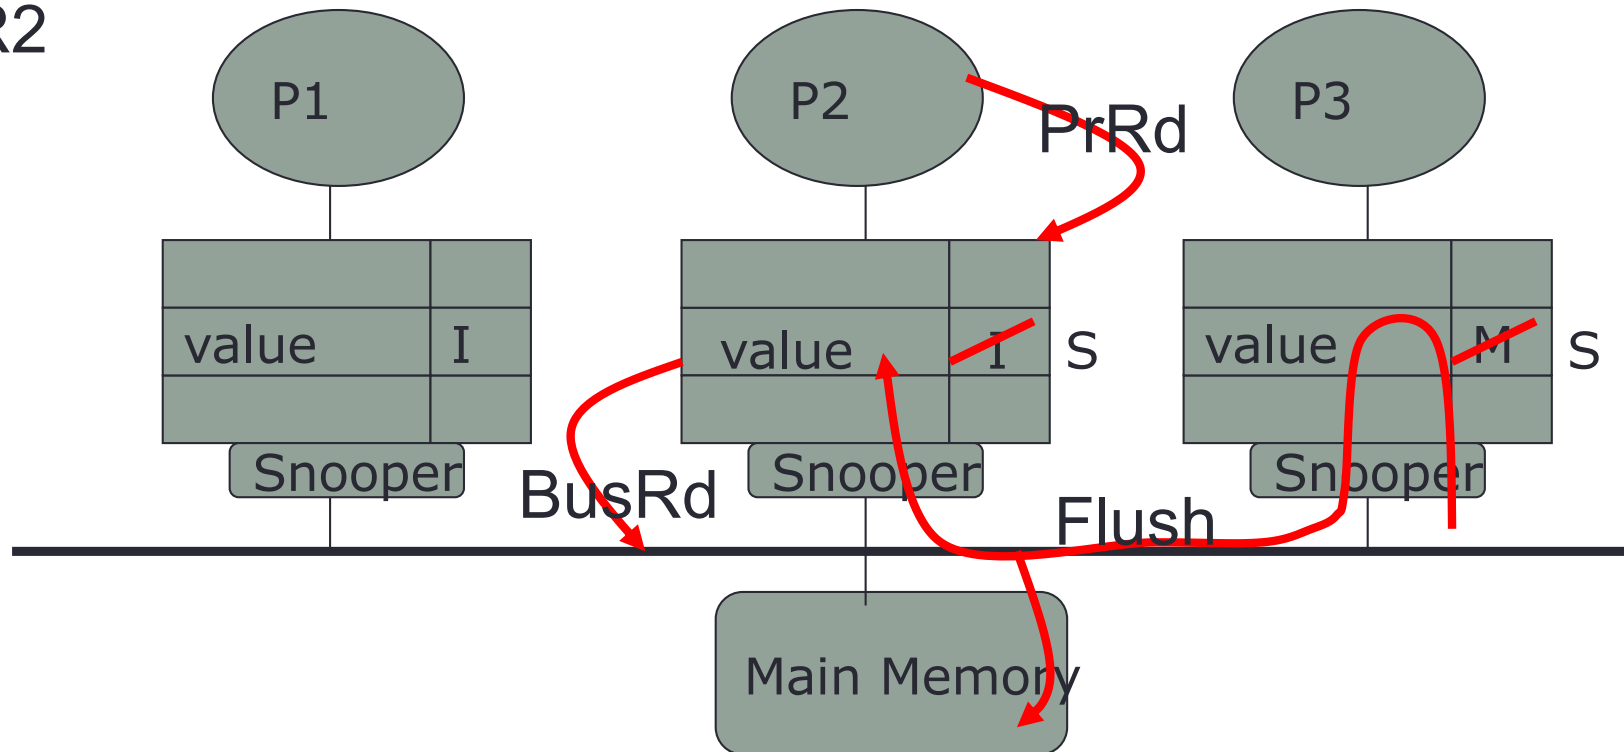 R2
P1
P2
P3
PrRd
value I
value I S
value M S
Snooper
Snooper
Snooper
BusRd
Flush
Main Memory